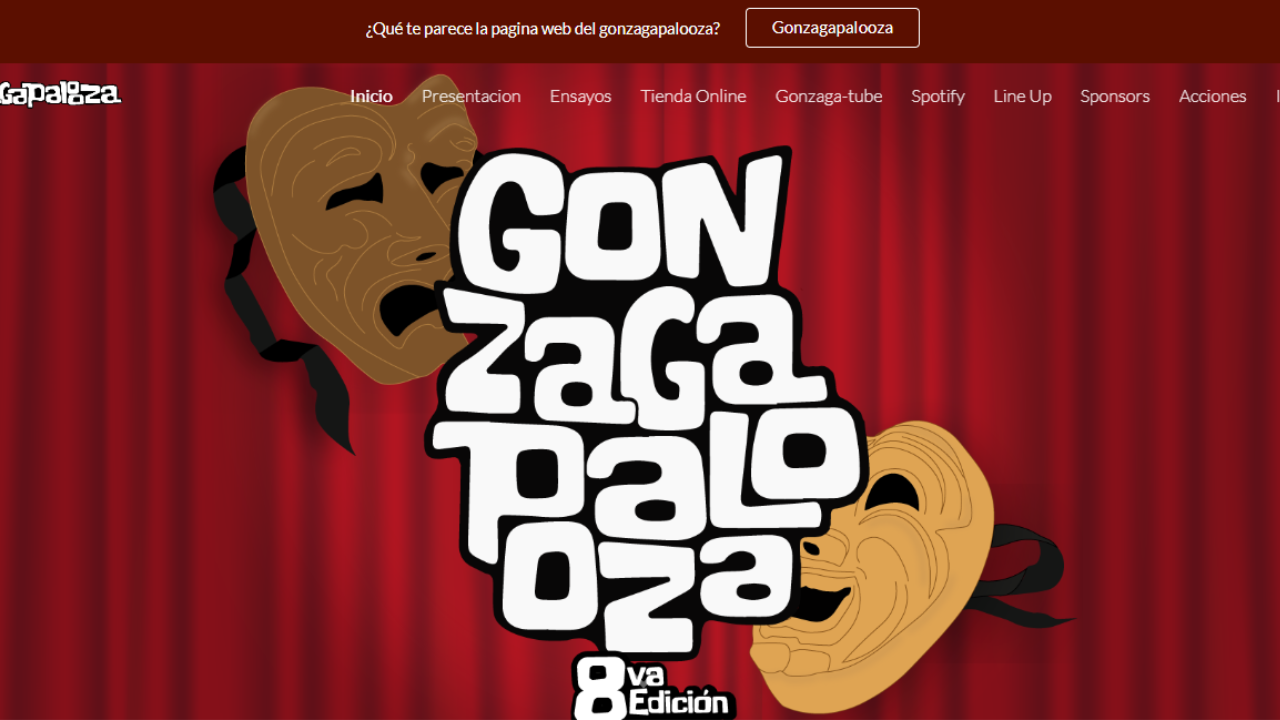 ¿Qué te parece la pagina web del gonzagapalooza?
Gonzagapalooza
Gapalooza
Inicio
Presentacion
Ensayos
Tienda Online
Gonzaga-tube
Spotify
Line Up
Sponsors
Acciones
GON
ZaGa
PaLO
OZa
8va
Edición